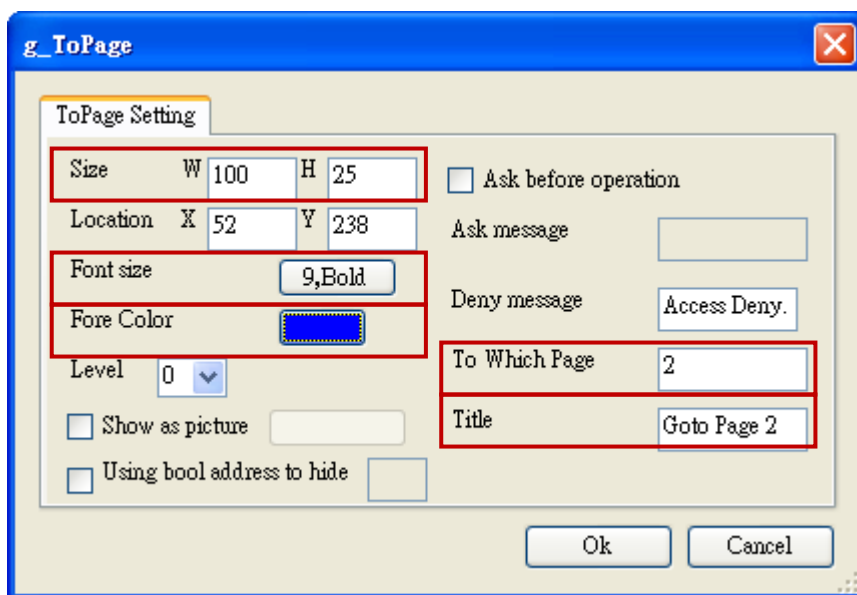 g_ToPage
ToPage Setting
Size W 100 H 25
Location X 52 Y 238
Font size 9,Bold
Fore Color
Level 0
Show as picture
Using bool address to hide
Ask before operation
Ask message
Deny message Access Deny.
To Which Page 2
Title Goto Page 2
Ok Cancel